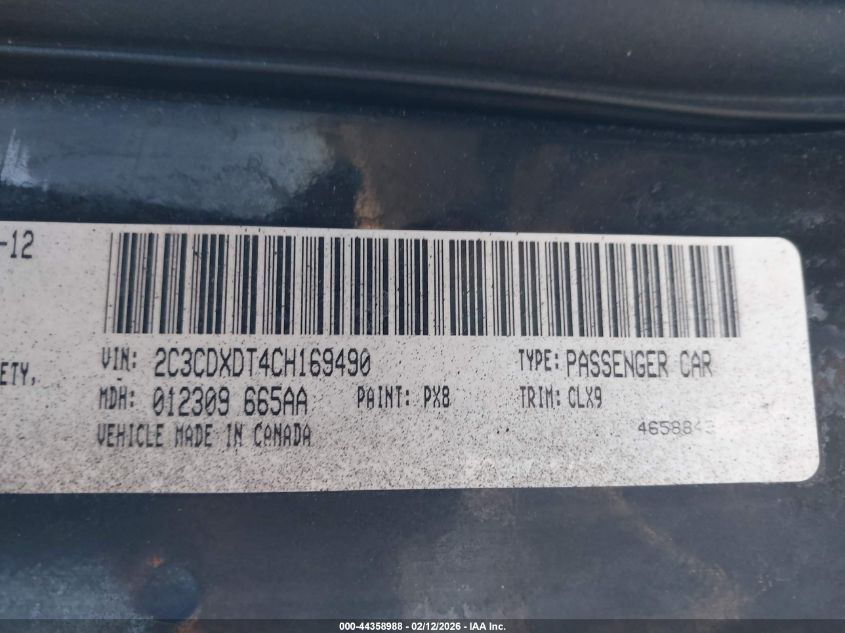 -12
VIN: 2C3CDXDT4CH169490
TYPE: PASSENGER CAR
ETY,
MDH: 012309 665AA
PAINT: PX8
TRIM: CLX9
VEHICLE MADE IN CANADA
000-44358988 - 02/12/2026 - IAA Inc.